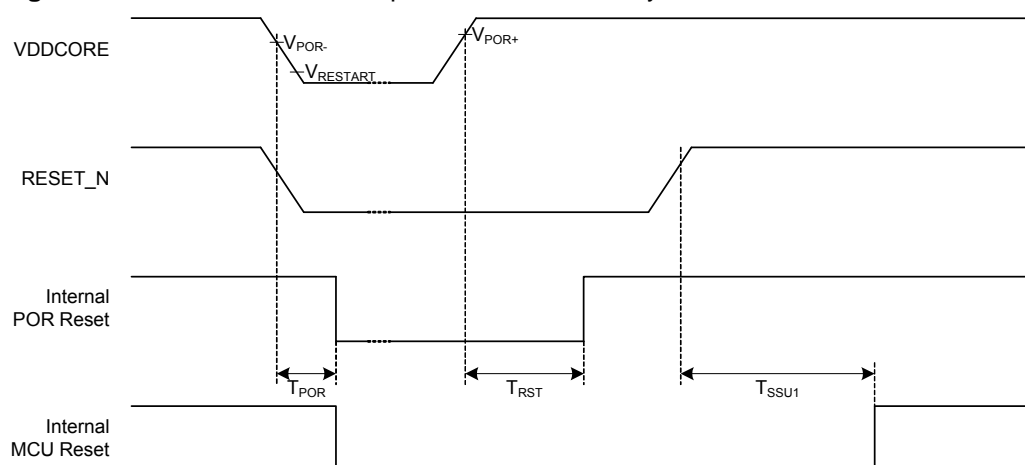 VDDCORE
VPOR-
VRESTART
VPOR+
RESET_N
Internal
POR Reset
TPOR
TRST
TSSU1
Internal
MCU Reset